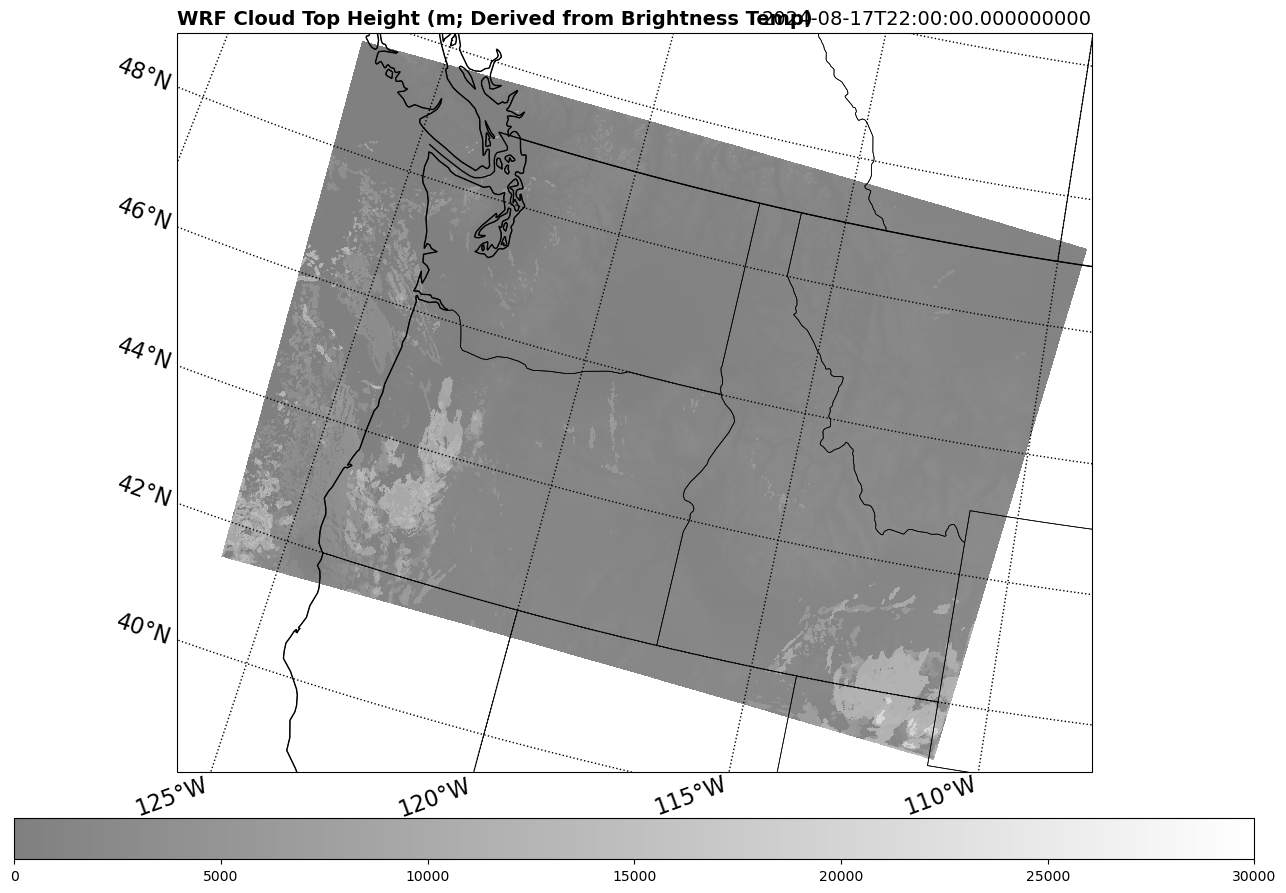 WRF Cloud Top Height (m; Derived from Brightness Temp)
2024-08-17T22:00:00.000000000
48°N
46°N
44°N
42°N
40°N
125°W 120°W 115°W 110°W
0 5000 10000 15000 20000 25000 30000